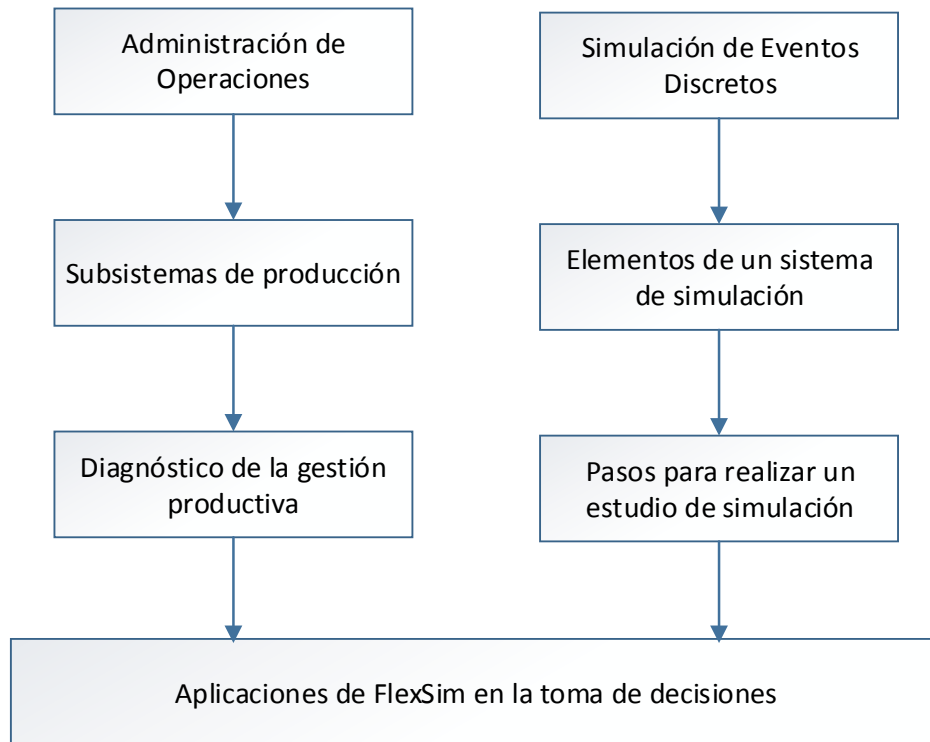 Administración de
Operaciones
Simulación de Eventos
Discretos
Subsistemas de producción
Elementos de un sistema
de simulación
Diagnóstico de la gestión
productiva
Pasos para realizar un
estudio de simulación
Aplicaciones de FlexSim en la toma de decisiones